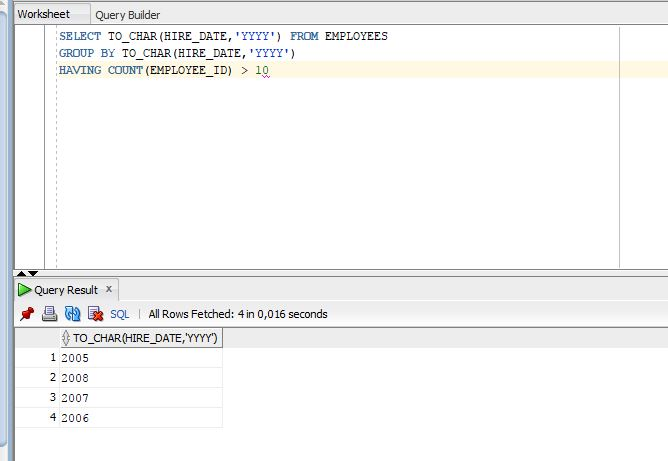 Worksheet Query Builder
SELECT TO_CHAR(HIRE_DATE,'YYYY') FROM EMPLOYEES
GROUP BY TO_CHAR(HIRE_DATE,'YYYY')
HAVING COUNT(EMPLOYEE_ID) > 10
Query Result x
SQL | All Rows Fetched: 4 in 0,016 seconds
TO_CHAR(HIRE_DATE,'YYYY')
1 2005
2 2008
3 2007
4 2006